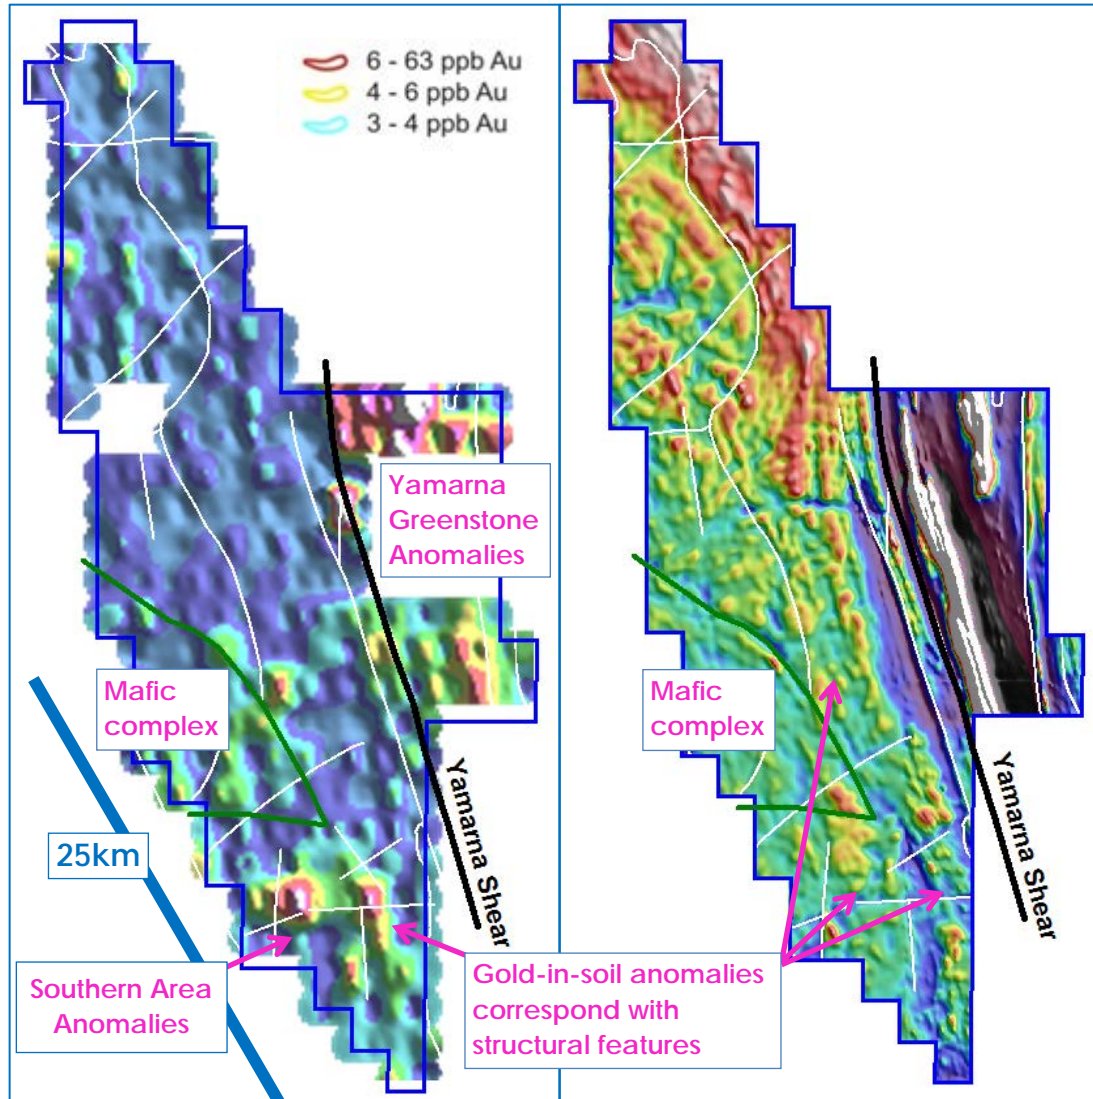 6 - 63 ppb Au
4 - 6 ppb Au
3 - 4 ppb Au
Yamarna
Greenstone
Anomalies
Mafic
complex
25km
Yamarna Shear
Southern Area
Anomalies
Gold-in-soil anomalies
correspond with
structural features
Mafic
complex
Yamarna Shear